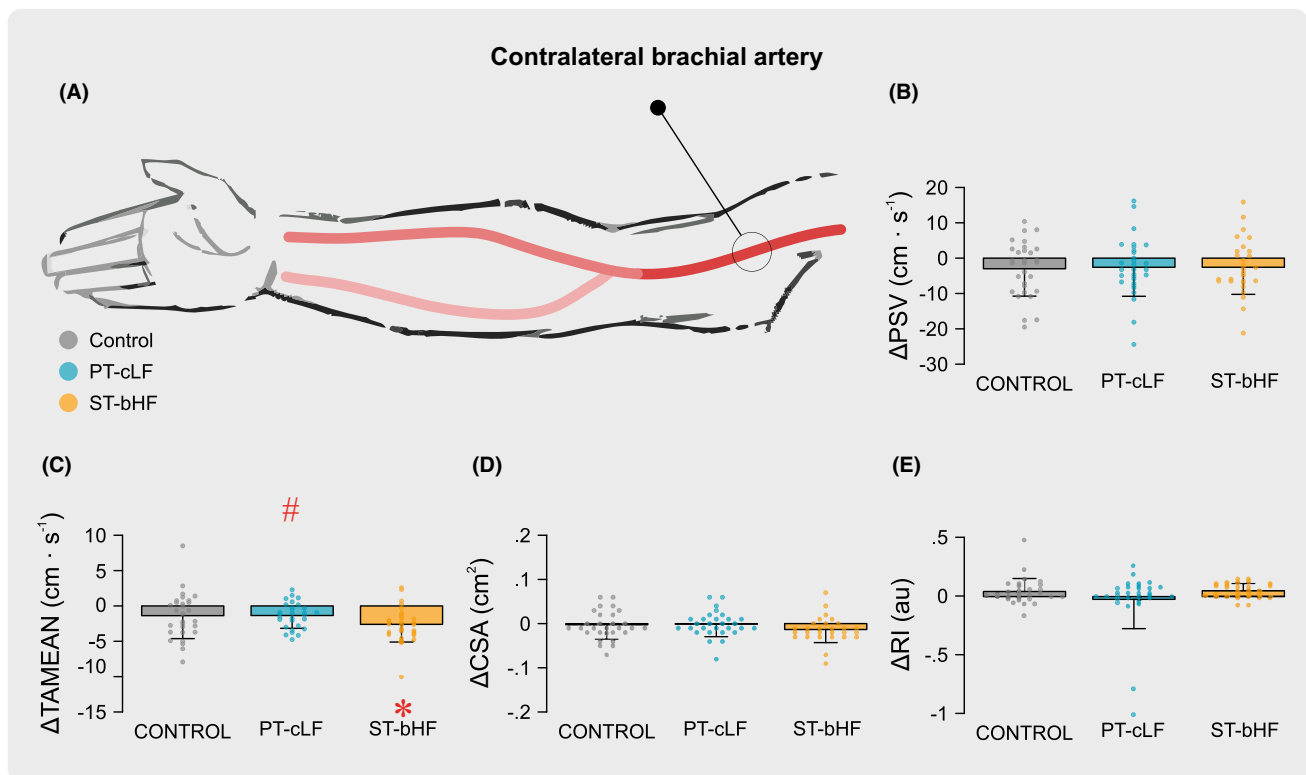 Contralateral brachial artery
(A)
Control
PT-cLF
ST-bHF
(B)
ΔPSV (cm · s⁻¹)
20
10
0
-10
-20
-30
CONTROL PT-cLF ST-bHF
(C)
#
ΔTAMEAN (cm · s⁻¹)
10
5
0
-5
-10
-15
*
CONTROL PT-cLF ST-bHF
(D)
ΔCSA (cm²)
.2
.1
0
-.1
-.2
CONTROL PT-cLF ST-bHF
(E)
ΔRI (au)
.5
0
-.5
-1
CONTROL PT-cLF ST-bHF